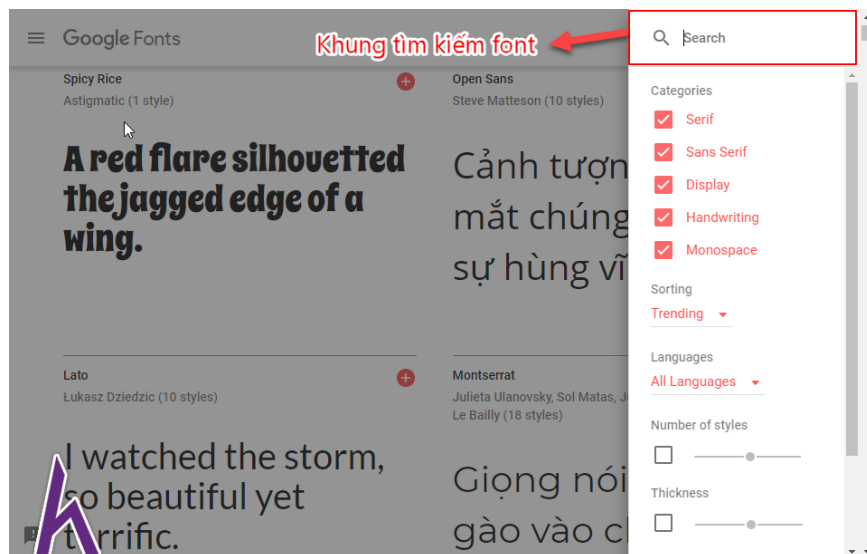 Google Fonts
Khung tìm kiếm font
Search
Spicy Rice
Astigmatic (1 style)
A red flare silhouetted
the jagged edge of a
wing.
Open Sans
Steve Matteson (10 styles)
Cảnh tượn
mắt chúng
sự hùng vĩ
Lato
Łukasz Dziedzic (10 styles)
I watched the storm,
so beautiful yet
terrific.
Montserrat
Julieta Ulanovsky, Sol Matas, J
Le Bailly (18 styles)
Giọng nói
gào vào
Categories
Serif
Sans Serif
Display
Handwriting
Monospace
Sorting
Trending
Languages
All Languages
Number of styles
Thickness